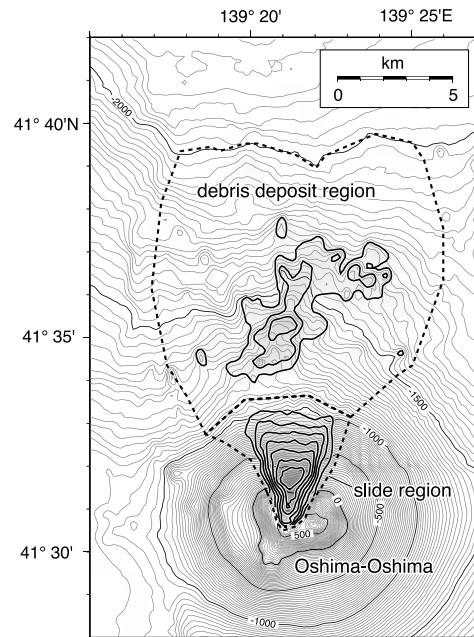 139° 20' 139° 25'E
km
0 5
-2000
41° 40'N
debris deposit region
41° 35'
-1500
-1000
slide region
0
-500
500
41° 30'
Oshima-Oshima
-1000